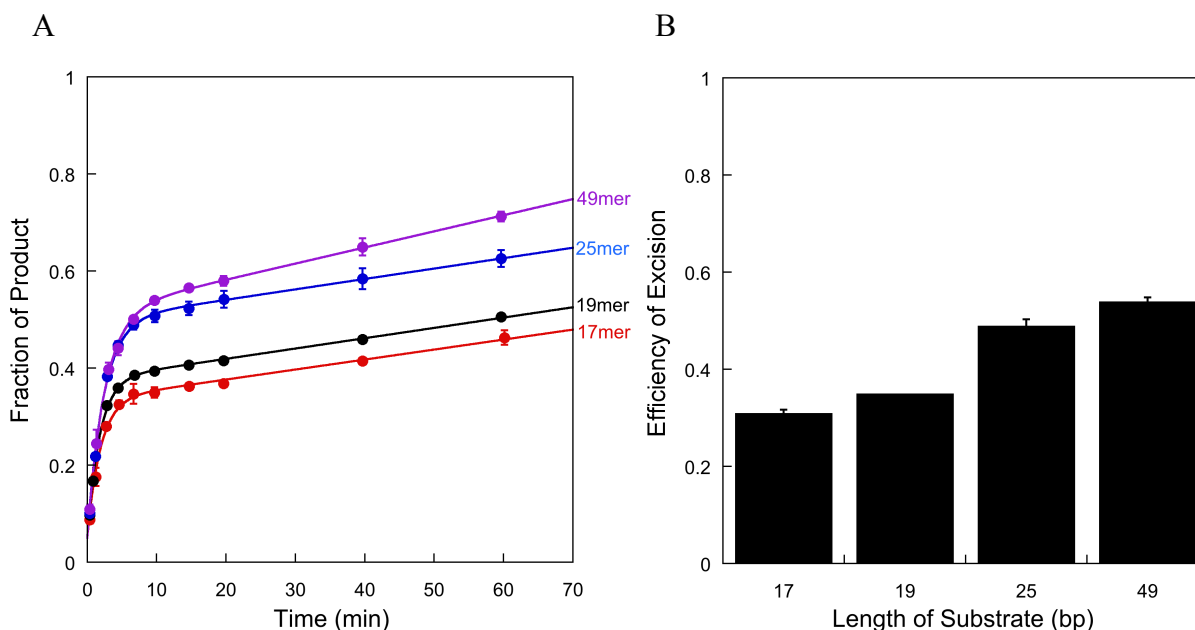 A
B
1
0.8
0.6
0.4
0.2
0
Fraction of Product
0 10 20 30 40 50 60 70
Time (min)
49mer
25mer
19mer
17mer
1
0.8
0.6
0.4
0.2
0
Efficiency of Excision
17 19 25 49
Length of Substrate (bp)